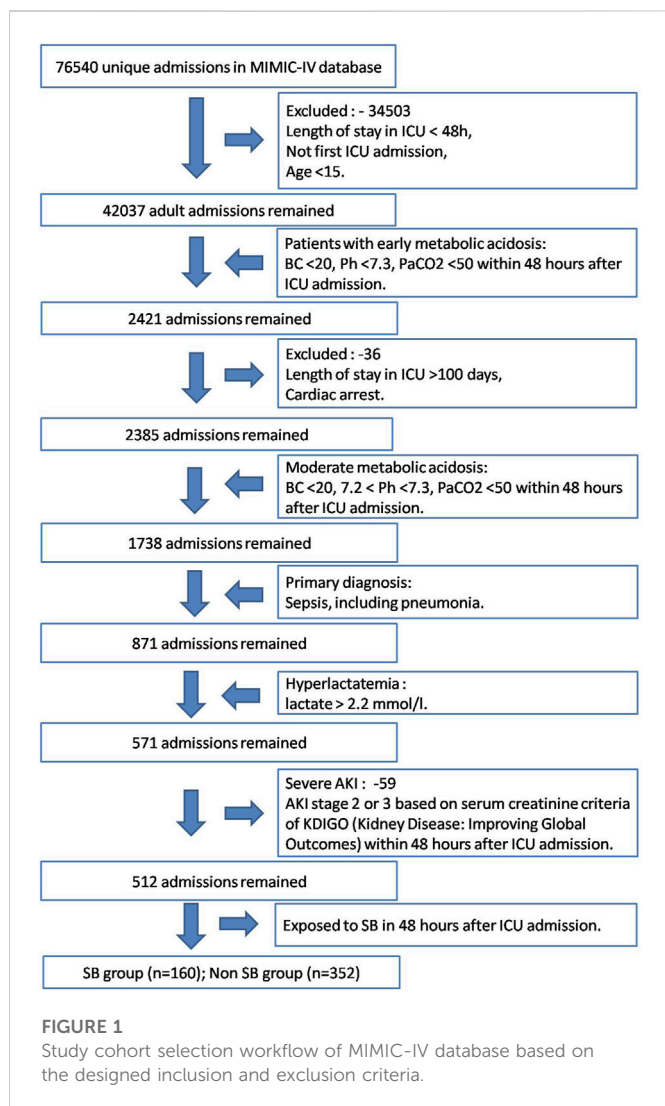 76540 unique admissions in MIMIC-IV database
Excluded : - 34503
Length of stay in ICU < 48h,
Not first ICU admission,
Age <15.
42037 adult admissions remained
Patients with early metabolic acidosis:
BC <20, Ph <7.3, PaCO2 <50 within 48 hours after
ICU admission.
2421 admissions remained
Excluded : -36
Length of stay in ICU >100 days,
Cardiac arrest.
2385 admissions remained
Moderate metabolic acidosis:
BC <20, 7.2 < Ph <7.3, PaCO2 <50 within 48 hours
after ICU admission.
1738 admissions remained
Primary diagnosis:
Sepsis, including pneumonia.
871 admissions remained
Hyperlactatemia :
lactate > 2.2 mmol/l.
571 admissions remained
Severe AKI : -59
AKI stage 2 or 3 based on serum creatinine criteria
of KDIGO (Kidney Disease: Improving Global
Outcomes) within 48 hours after ICU admission.
512 admissions remained
Exposed to SB in 48 hours after ICU admission.
SB group (n=160); Non SB group (n=352)
FIGURE 1
Study cohort selection workflow of MIMIC-IV database based on
the designed inclusion and exclusion criteria.